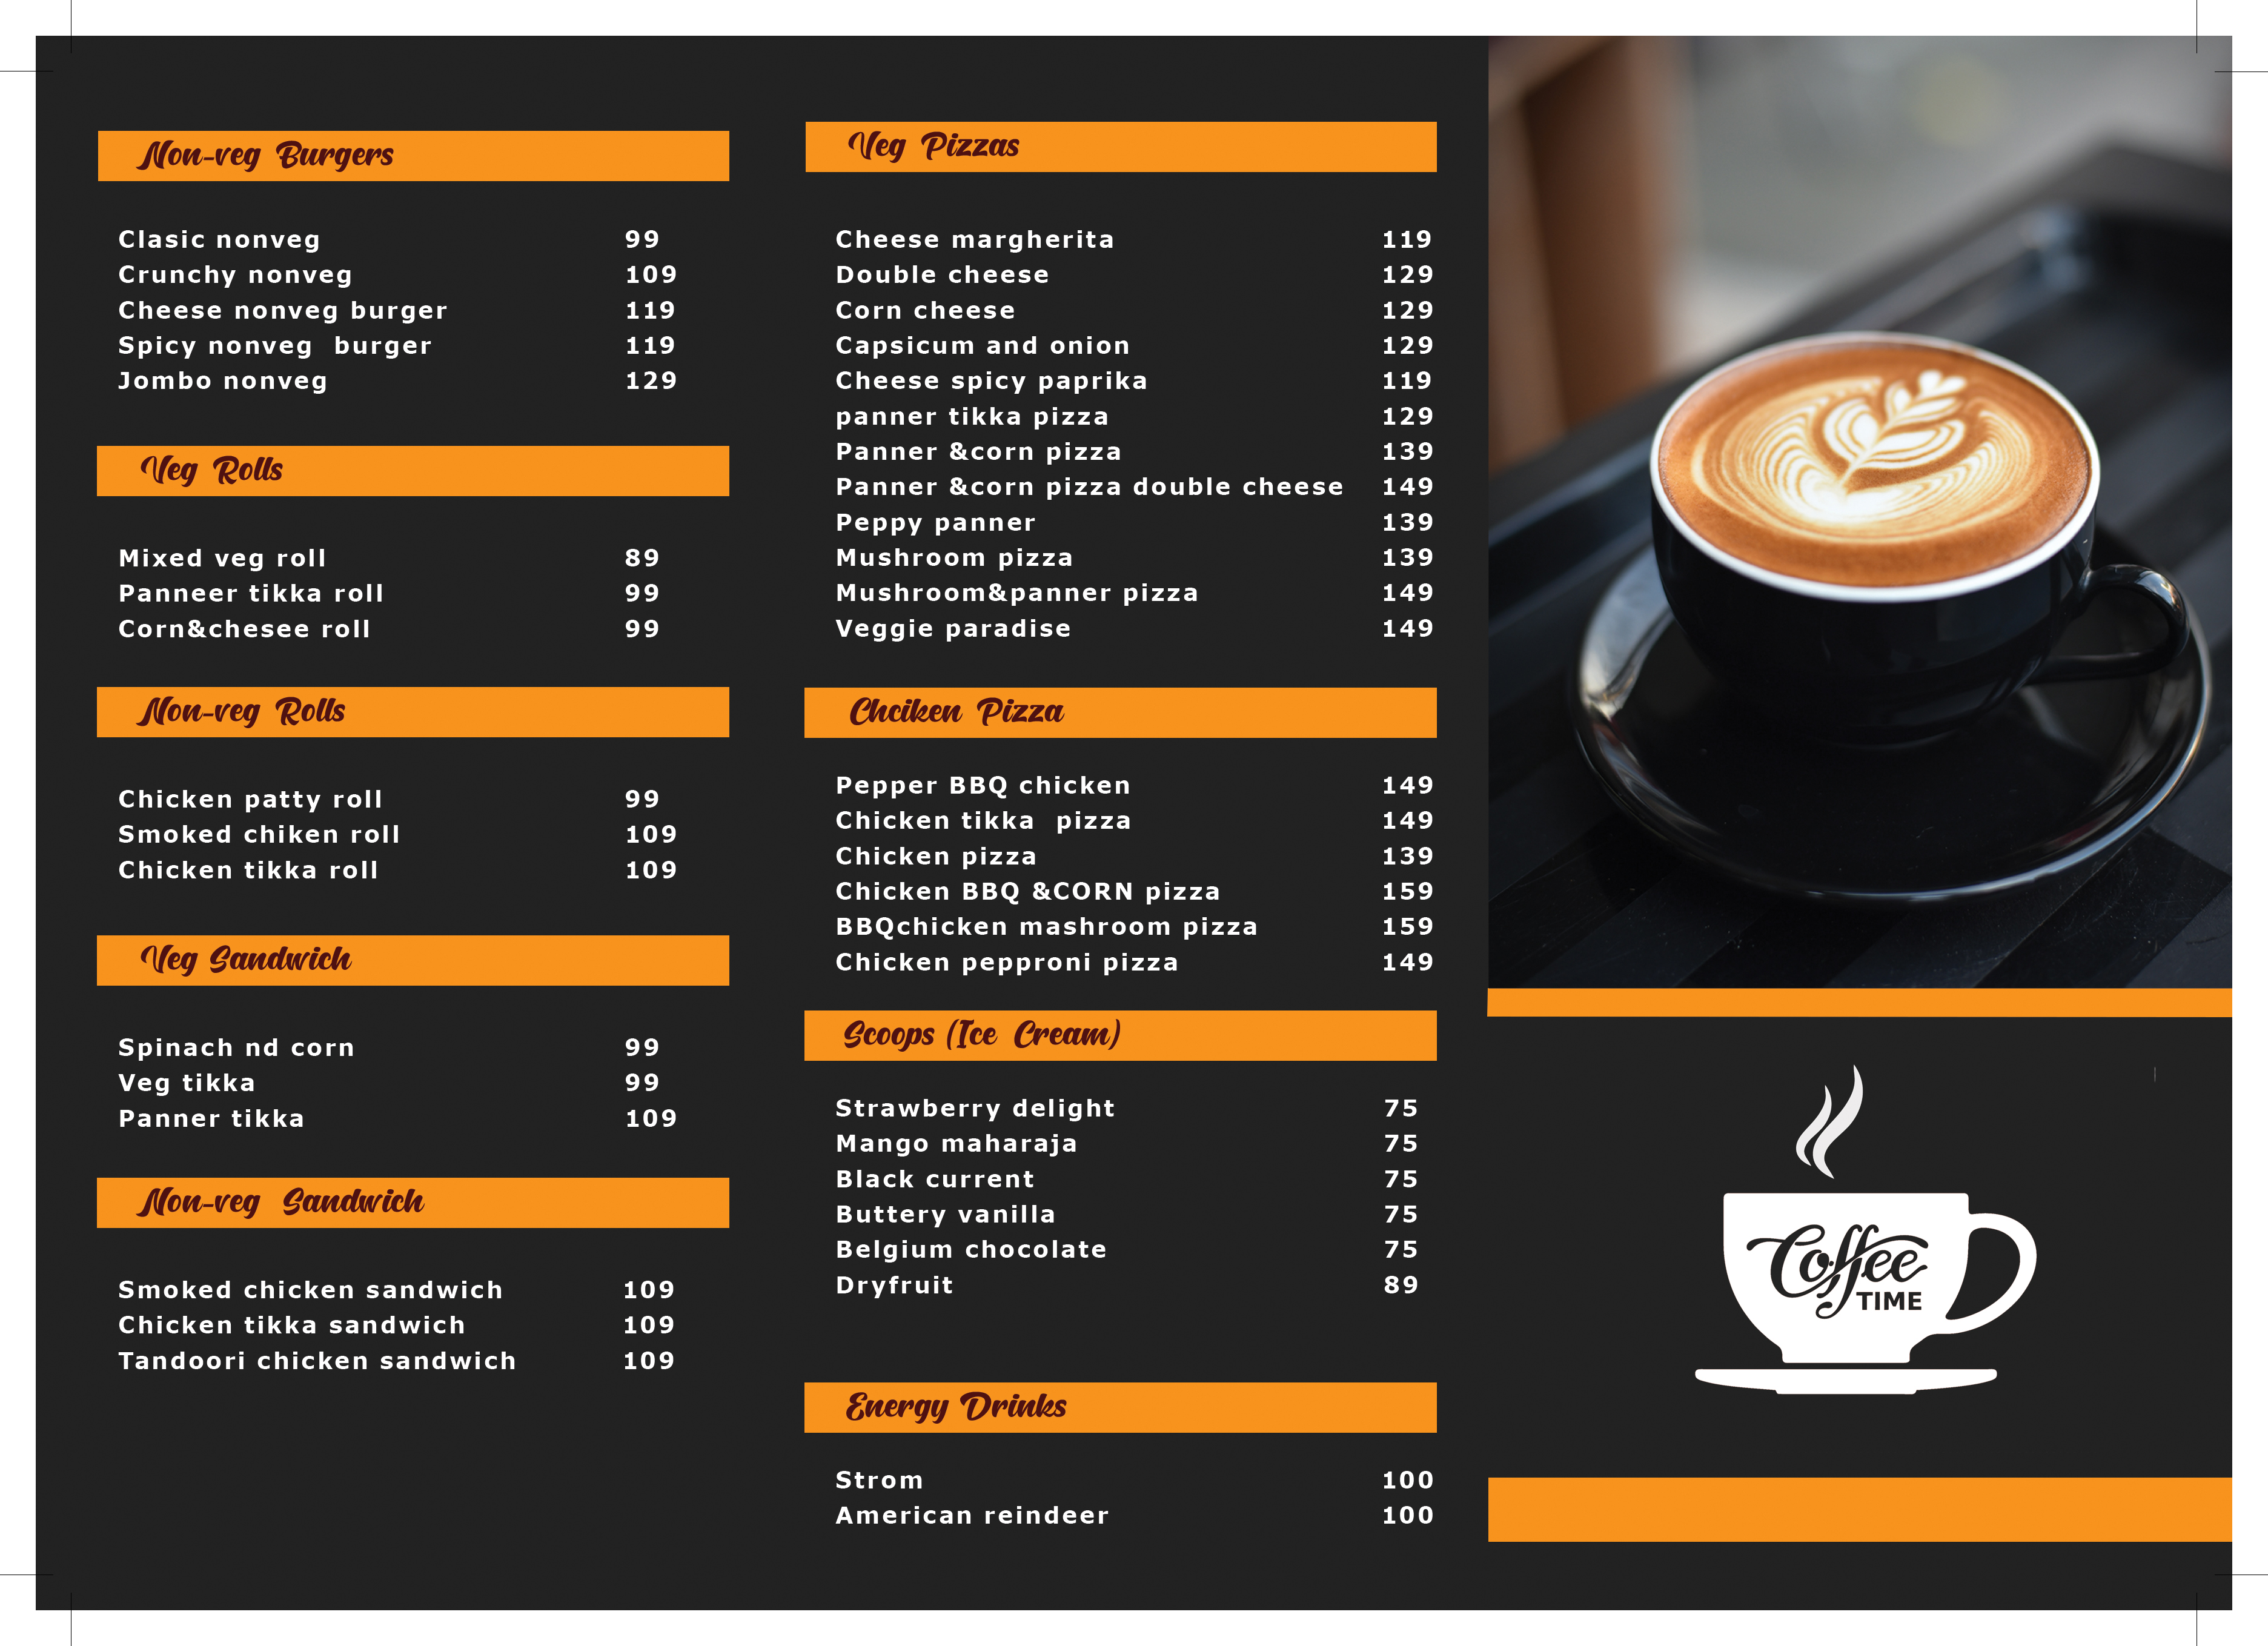 Non-veg Burgers
Clasic nonveg 99
Crunchy nonveg 109
Cheese nonveg burger 119
Spicy nonveg burger 119
Jombo nonveg 129
Veg Rolls
Mixed veg roll 89
Panneer tikka roll 99
Corn&chesee roll 99
Non-veg Rolls
Chicken patty roll 99
Smoked chiken roll 109
Chicken tikka roll 109
Veg Sandwich
Spinach nd corn 99
Veg tikka 99
Panner tikka 109
Non-veg Sandwich
Smoked chicken sandwich 109
Chicken tikka sandwich 109
Tandoori chicken sandwich 109
Veg Pizzas
Cheese margherita 119
Double cheese 129
Corn cheese 129
Capsicum and onion 129
Cheese spicy paprika 119
panner tikka pizza 129
Panner &corn pizza 139
Panner &corn pizza double cheese 149
Peppy panner 139
Mushroom pizza 139
Mushroom&panner pizza 149
Veggie paradise 149
Chciken Pizza
Pepper BBQ chicken 149
Chicken tikka pizza 149
Chicken pizza 139
Chicken BBQ &CORN pizza 159
BBQchicken mashroom pizza 159
Chicken pepproni pizza 149
Scoops (Ice Cream)
Strawberry delight 75
Mango maharaja 75
Black current 75
Buttery vanilla 75
Belgium chocolate 75
Dryfruit 89
Energy Drinks
Strom 100
American reindeer 100
Coffee
TIME